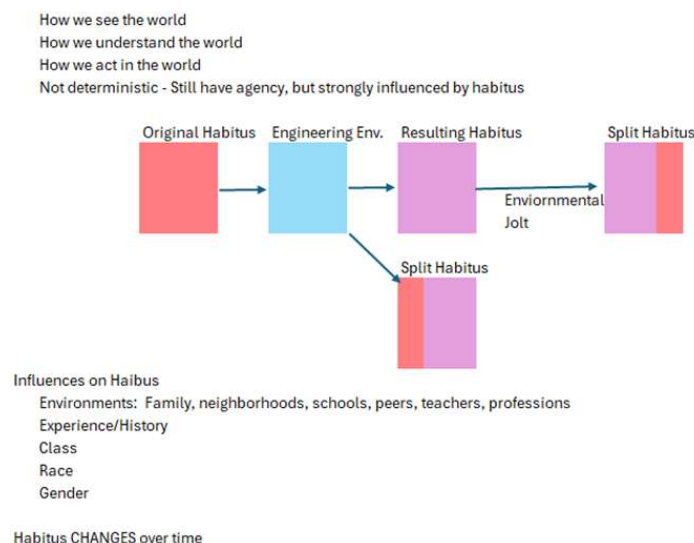 How we see the world
How we understand the world
How we act in the world
Not deterministic - Still have agency, but strongly influenced by habitus
Original Habitus
Engineering Env.
Resulting Habitus
Split Habitus
Enviornmental
Jolt
Split Habitus
Influences on Haibus
Environments: Family, neighborhoods, schools, peers, teachers, professions
Experience/History
Class
Race
Gender
Habitus CHANGES over time